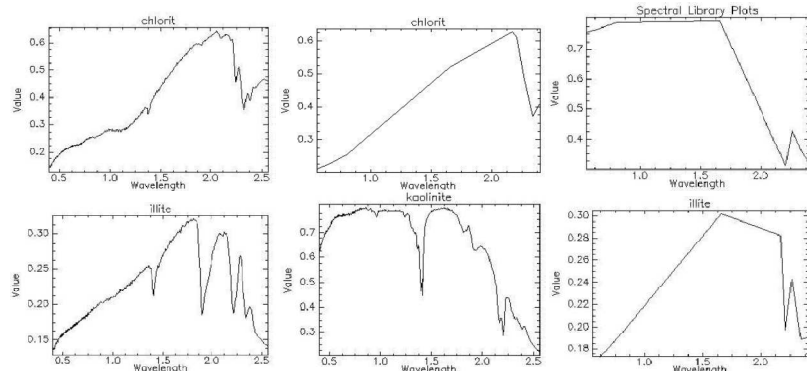 chlorit
0.6
0.5
0.4
0.3
0.2
Value
0.5 1.0 1.5 2.0 2.5
Wavelength
chlorit
0.6
0.5
0.4
0.3
Value
1.0 1.5 2.0
Wavelength
Spectral Library Plots
0.7
0.6
0.5
0.4
Value
1.0 1.5 2.0
Wavelength
illite
0.30
0.25
0.20
0.15
Value
0.5 1.0 1.5 2.0 2.5
Wavelength
kaolinite
0.7
0.6
0.5
0.4
0.3
Value
0.5 1.0 1.5 2.0 2.5
Wavelength
illite
0.30
0.28
0.26
0.24
0.22
0.20
0.18
Value
1.0 1.5 2.0
Wavelength